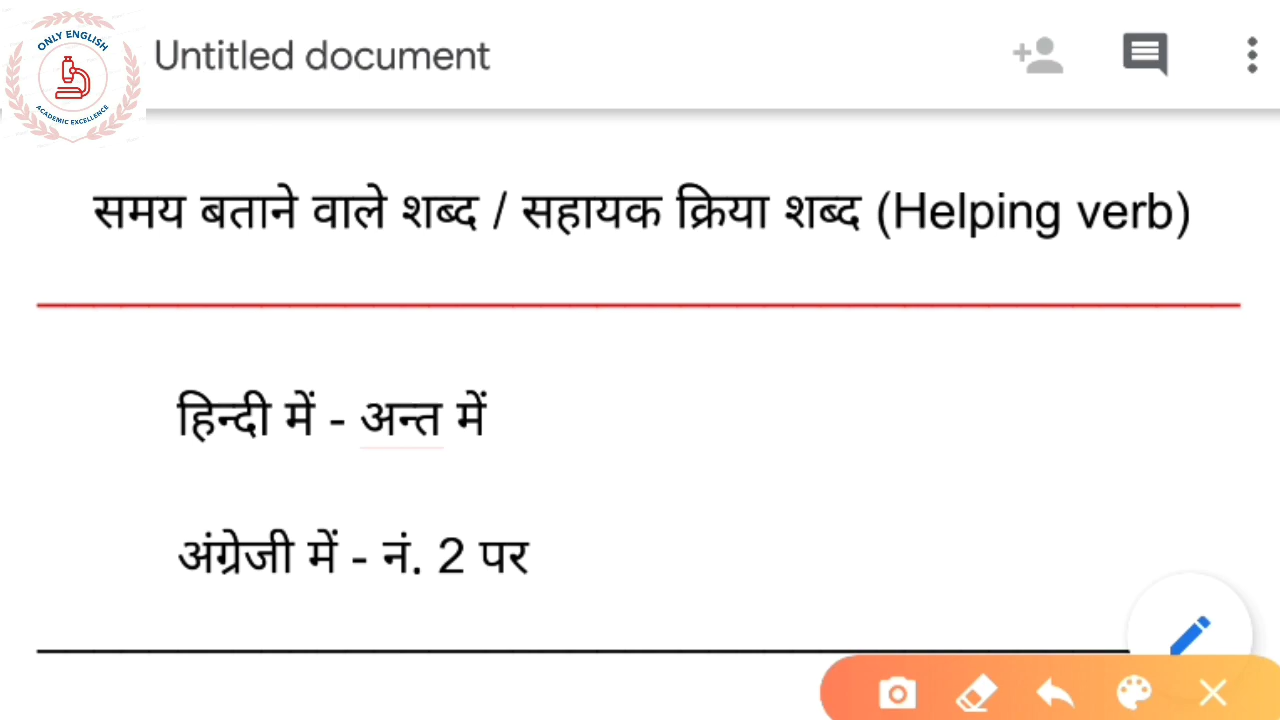 ONLY ENGLISH
ACADEMIC EXCELLENCE
Untitled document
समय बताने वाले शब्द / सहायक क्रिया शब्द (Helping verb)
हिन्दी में - अन्त में
अंग्रेजी में - नं. 2 पर